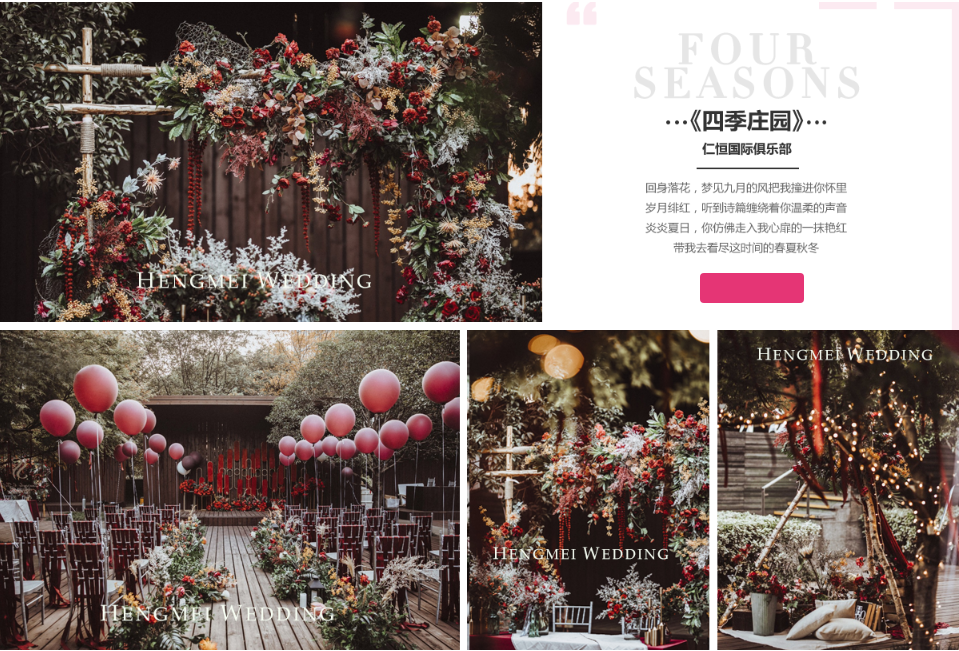 FOUR
SEASONS
···《四季庄园》···
仁恒国际俱乐部
回身落花，梦见九月的风把我撞进你怀里
岁月绯红，听到诗篇缠绕着你温柔的声音
炎炎夏日，你仿佛走入我心扉的一抹艳红
带我去看尽这时间的春夏秋冬
HENGMEI WEDDING
HENGMEI WEDDING
HENGMEI WEDDING
HENGMEI WEDDING